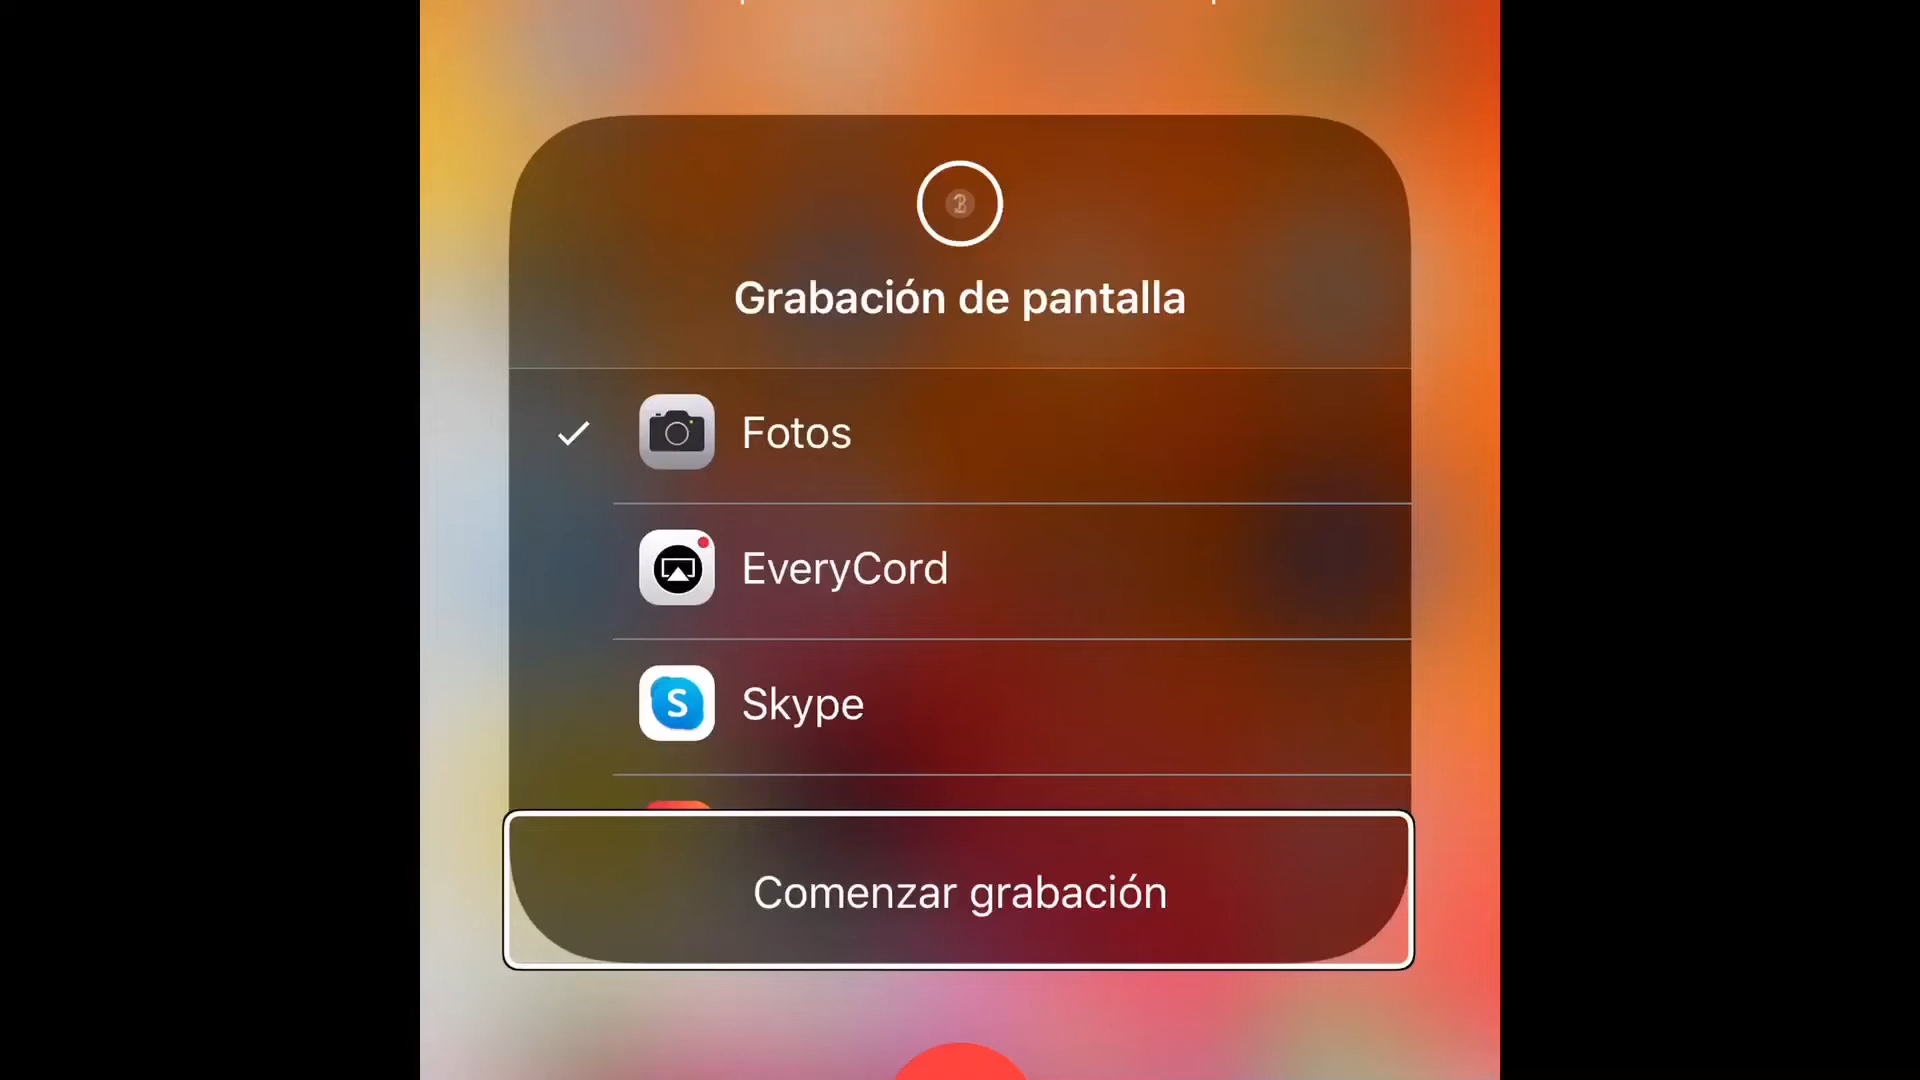 Grabación de pantalla
Fotos
EveryCord
S
Skype
Comenzar grabación